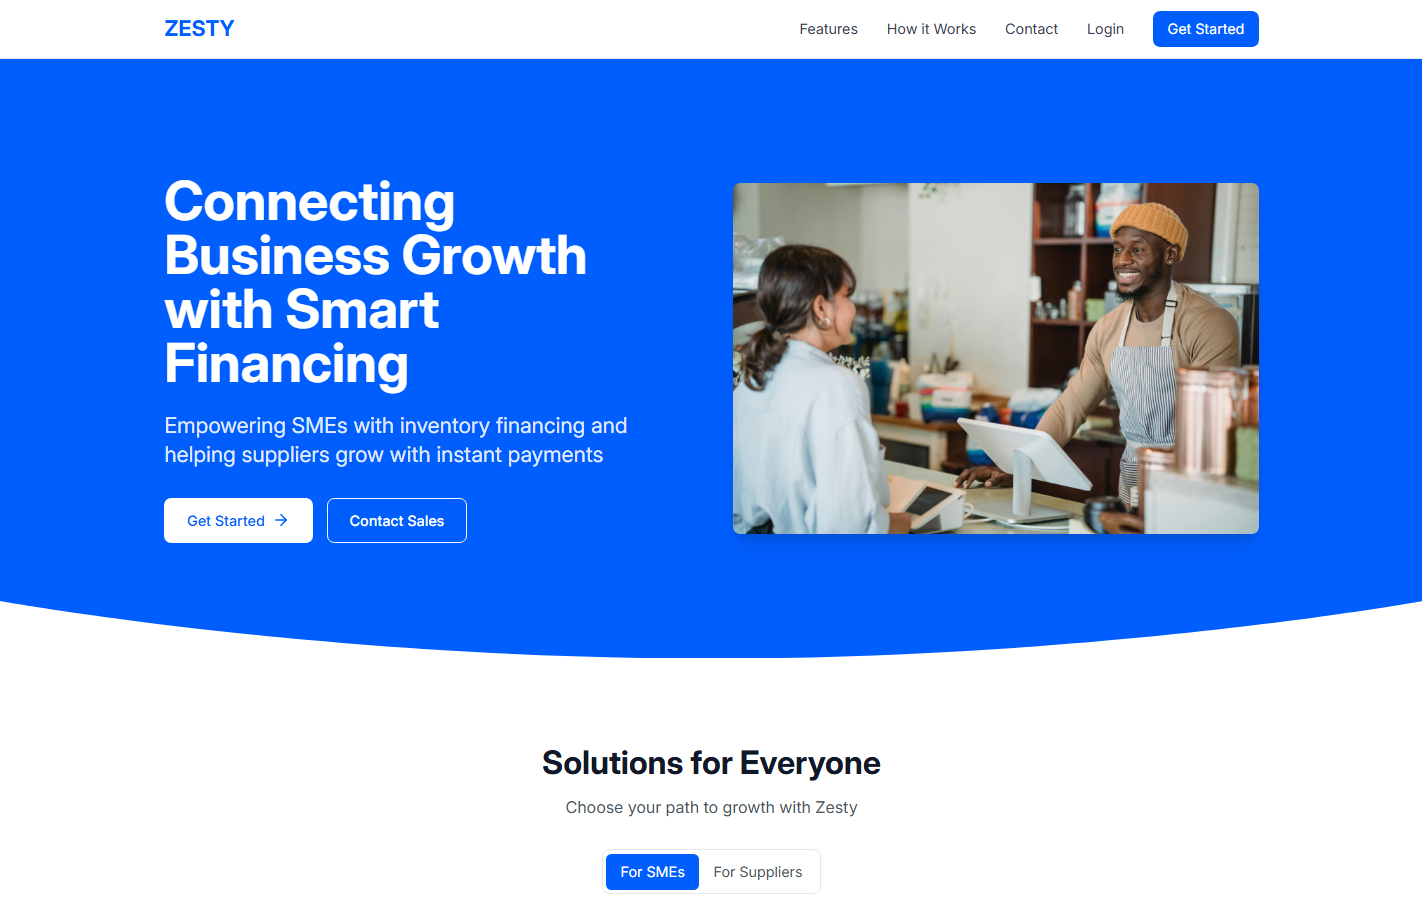 ZESTY
Features
How it Works
Contact
Login
Get Started
Connecting
Business Growth
with Smart
Financing
Empowering SMEs with inventory financing and
helping suppliers grow with instant payments
Get Started
Contact Sales
Solutions for Everyone
Choose your path to growth with Zesty
For SMEs
For Suppliers